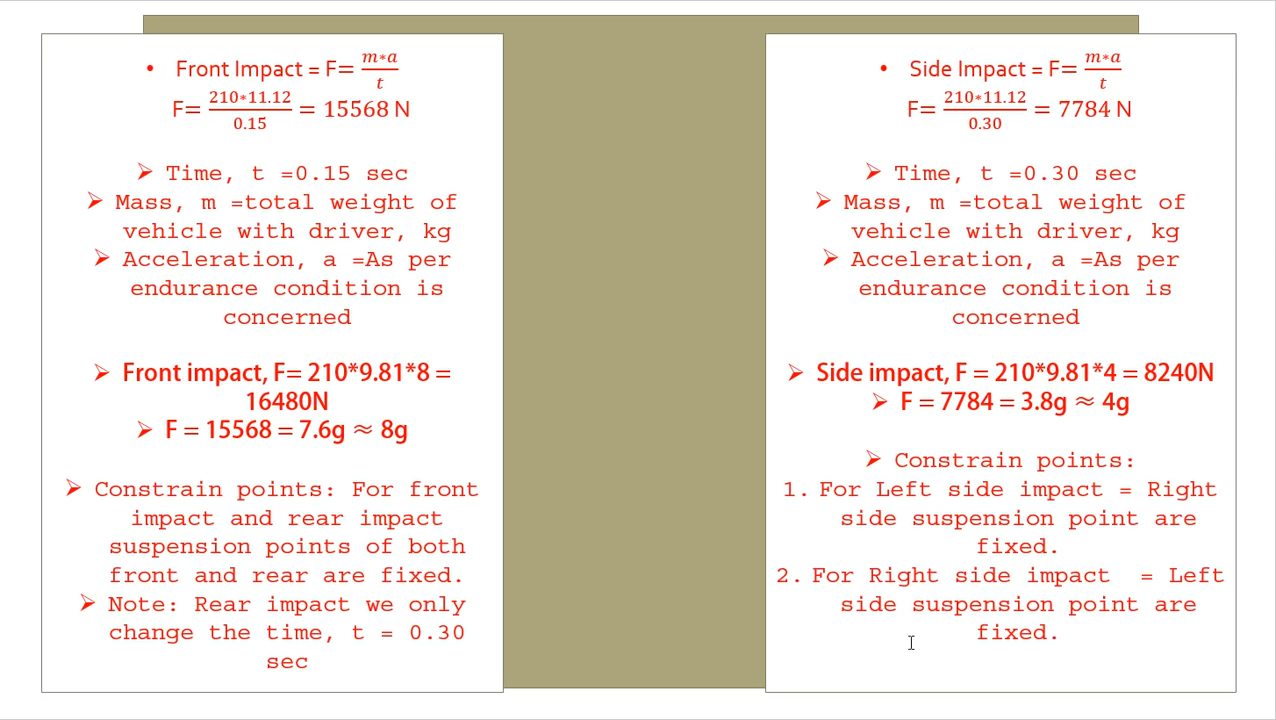 • Front Impact = F= m∗a/t
F= 210∗11.12/0.15 = 15568 N
➢ Time, t =0.15 sec
➢ Mass, m =total weight of
vehicle with driver, kg
➢ Acceleration, a =As per
endurance condition is
concerned
➢ Front impact, F= 210*9.81*8 =
16480N
➢ F = 15568 = 7.6g ≈ 8g
➢ Constrain points: For front
impact and rear impact
suspension points of both
front and rear are fixed.
➢ Note: Rear impact we only
change the time, t = 0.30
sec
• Side Impact = F= m∗a/t
F= 210∗11.12/0.30 = 7784 N
➢ Time, t =0.30 sec
➢ Mass, m =total weight of
vehicle with driver, kg
➢ Acceleration, a =As per
endurance condition is
concerned
➢ Side impact, F = 210*9.81*4 = 8240N
➢ F = 7784 = 3.8g ≈ 4g
➢ Constrain points:
1. For Left side impact = Right
side suspension point are
fixed.
2. For Right side impact = Left
side suspension point are
fixed.